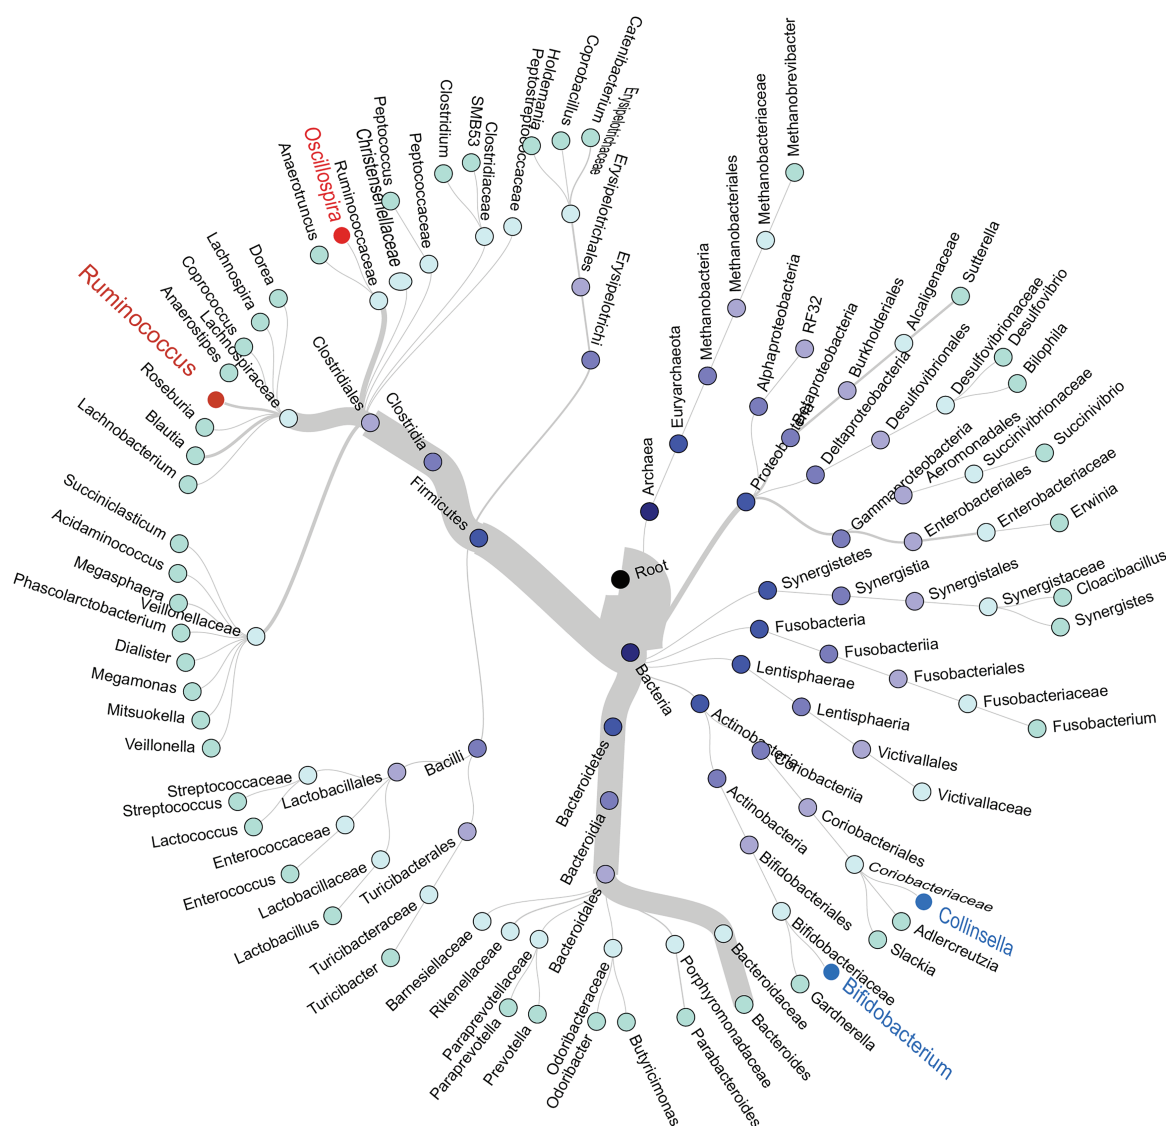 Root
Archaea
Euryarchaeota
Methanobacteria
Methanobacteriales
Methanobacteriaceae
Methanobrevibacter
Bacteria
Proteobacteria
Alphaproteobacteria
RF32
Betaproteobacteria
Burkholderiales
Alcaligenaceae
Sutterella
Deltaproteobacteria
Desulfovibrionales
Desulfovibrionaceae
Desulfovibrio
Bilophila
Gammaproteobacteria
Aeromonadales
Succinivibrionaceae
Succinivibrio
Enterobacteriales
Enterobacteriaceae
Erwinia
Synergistetes
Synergistia
Synergistales
Synergistaceae
Cloacibacillus
Synergistes
Fusobacteria
Fusobacteriia
Fusobacteriales
Fusobacteriaceae
Fusobacterium
Lentisphaerae
Lentisphaeria
Victivallales
Victivallaceae
Actinobacteria
Coriobacteriia
Coriobacteriales
Coriobacteriaceae
Collinsella
Adlercreutzia
Slackia
Actinobacteria
Bifidobacteriales
Bifidobacteriaceae
Bifidobacterium
Gardnerella
Bacteroidetes
Bacteroidia
Bacteroidales
Bacteroidaceae
Bacteroides
Porphyromonadaceae
Parabacteroides
Odoribacteraceae
Butyricimonas
Odoribacter
Paraprevotellaceae
Prevotella
Paraprevotella
Rikenellaceae
Barnesiellaceae
Firmicutes
Bacilli
Turicibacterales
Turicibacteraceae
Turicibacter
Lactobacillales
Lactobacillaceae
Lactobacillus
Enterococcaceae
Enterococcus
Streptococcaceae
Lactococcus
Streptococcus
Clostridia
Clostridiales
Veillonellaceae
Veillonella
Mitsuokella
Megamonas
Dialister
Phascolarctobacterium
Megasphaera
Acidaminococcus
Succiniclasticum
Lachnospiraceae
Lachnobacterium
Blautia
Roseburia
Ruminococcus
Anaerostipes
Coprococcus
Lachnospira
Dorea
Ruminococcaceae
Anaerotruncus
Oscillospira
Christensenellaceae
Peptococcaceae
Peptococcus
Clostridiaceae
Clostridium
SMB53
Peptostreptococcaceae
Erysipelotrichi
Erysipelotrichales
Erysipelotrichaceae
Holdemania
Coprobacillus
Catenibacterium